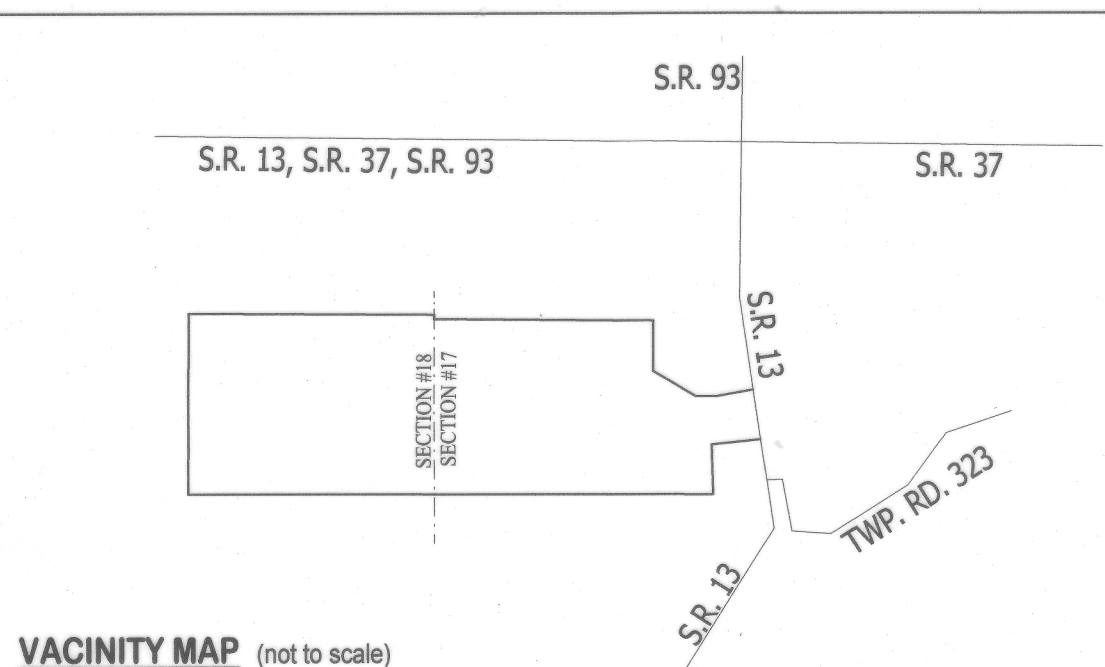 S.R. 93
S.R. 13, S.R. 37, S.R. 93
S.R. 37
S.R. 13
SECTION #18
SECTION #17
TWP. RD. 323
S.R. 13
VACINITY MAP (not to scale)